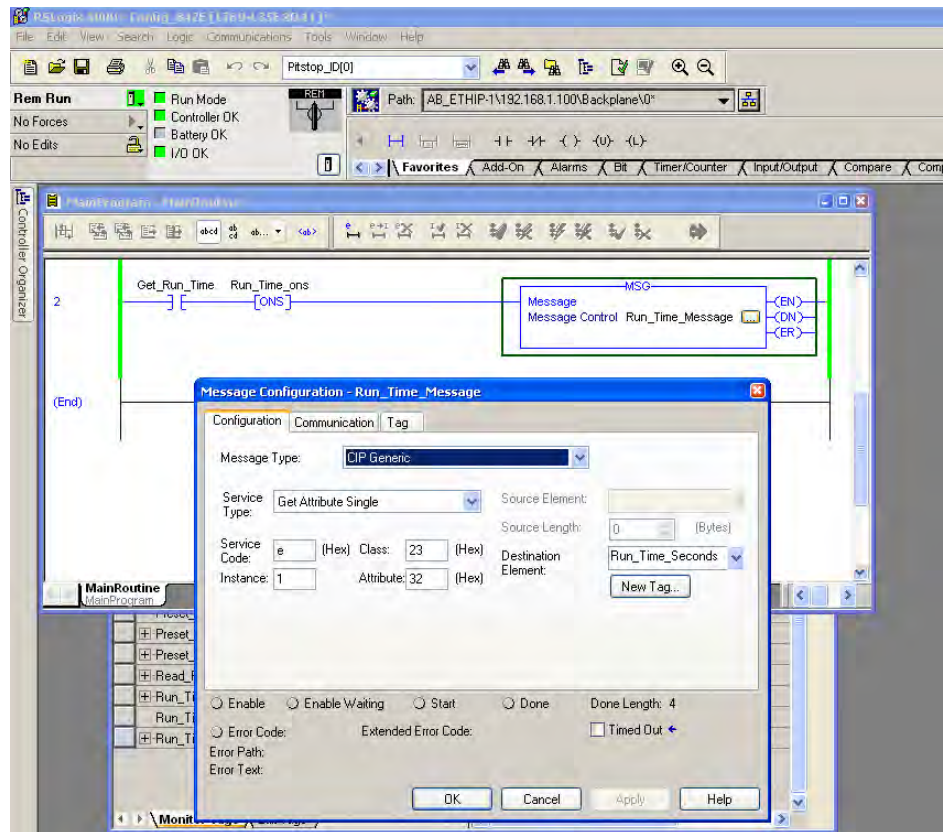 File Edit View Search Logic Communications Tools Window Help
Pitstop_ID[0]
Rem Run
Run Mode
REM
Path: AB_ETHIP-1\192.168.1.100\Backplane\0*
No Forces
Controller OK
No Edits
Battery OK
I/O OK
Favorites Add-On Alarms Bit Timer/Counter Input/Output Compare
Controller Organizer
MainProgram - MainRoutine
Get_Run_Time Run_Time_ons
MSG
2
ONS
Message
Message Control Run_Time_Message ...
EN
DN
ER
(End)
Message Configuration - Run_Time_Message
Configuration Communication Tag
Message Type: CIP Generic
Service Type: Get Attribute Single
Source Element:
Source Length: 0 (Bytes)
Service Code: e (Hex) Class: 23 (Hex)
Destination Element: Run_Time_Seconds
Instance: 1 Attribute: 32 (Hex)
New Tag...
MainRoutine
MainProgram
Preset_
Preset_
Read_
Run_Ti
Run_Ti
Run_Ti
Enable Enable Waiting Start Done Done Length: 4
Error Code: Extended Error Code: Timed Out
Error Path:
Error Text:
OK Cancel Apply Help